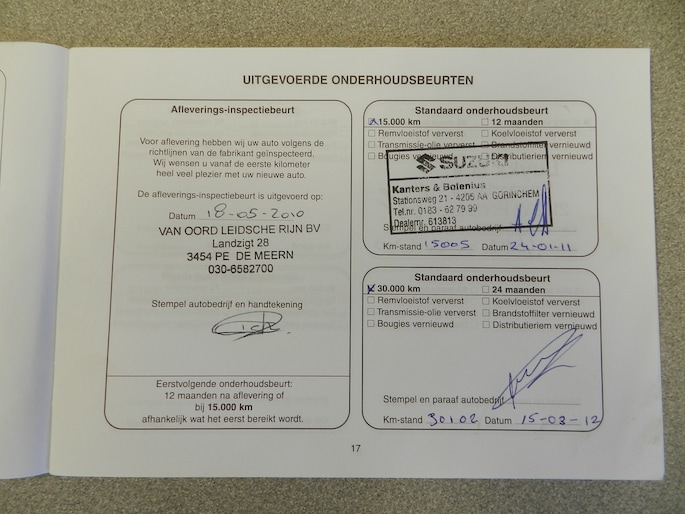 UITGEVOERDE ONDERHOUDSBEURTEN
Afleverings-inspectiebeurt
Voor aflevering hebben wij uw auto volgens de
richtlijnen van de fabrikant geïnspecteerd.
Wij wensen u vanaf de eerste kilometer
heel veel plezier met uw nieuwe auto.
De afleverings-inspectiebeurt is uitgevoerd op:
Datum 18-05-2010
VAN OORD LEIDSCHE RIJN BV
Landzigt 28
3454 PE DE MEERN
030-6582700
Stempel autobedrijf en handtekening
Eerstvolgende onderhoudsbeurt:
12 maanden na aflevering of
bij 15.000 km
afhankelijk wat het eerst bereikt wordt.
Standaard onderhoudsbeurt
15.000 km 12 maanden
Remvloeistof ververst Koelvloeistof ververst
Transmissie-olie ververst Brandstoffilter vernieuwd
Bougies vernieuwd Distributieriem vernieuwd
SUZUKI
Kanters & Bolenius
Stationsweg 21 - 4205 AA GORINCHEM
Tel.nr. 0183 - 62 79 99
Dealernr. 613813
Stempel en paraaf autobedrijf
Km-stand 15005 Datum 24-01-11
Standaard onderhoudsbeurt
30.000 km 24 maanden
Remvloeistof ververst Koelvloeistof ververst
Transmissie-olie ververst Brandstoffilter vernieuwd
Bougies vernieuwd Distributieriem vernieuwd
Stempel en paraaf autobedrijf
Km-stand 30102 Datum 15-03-12
17